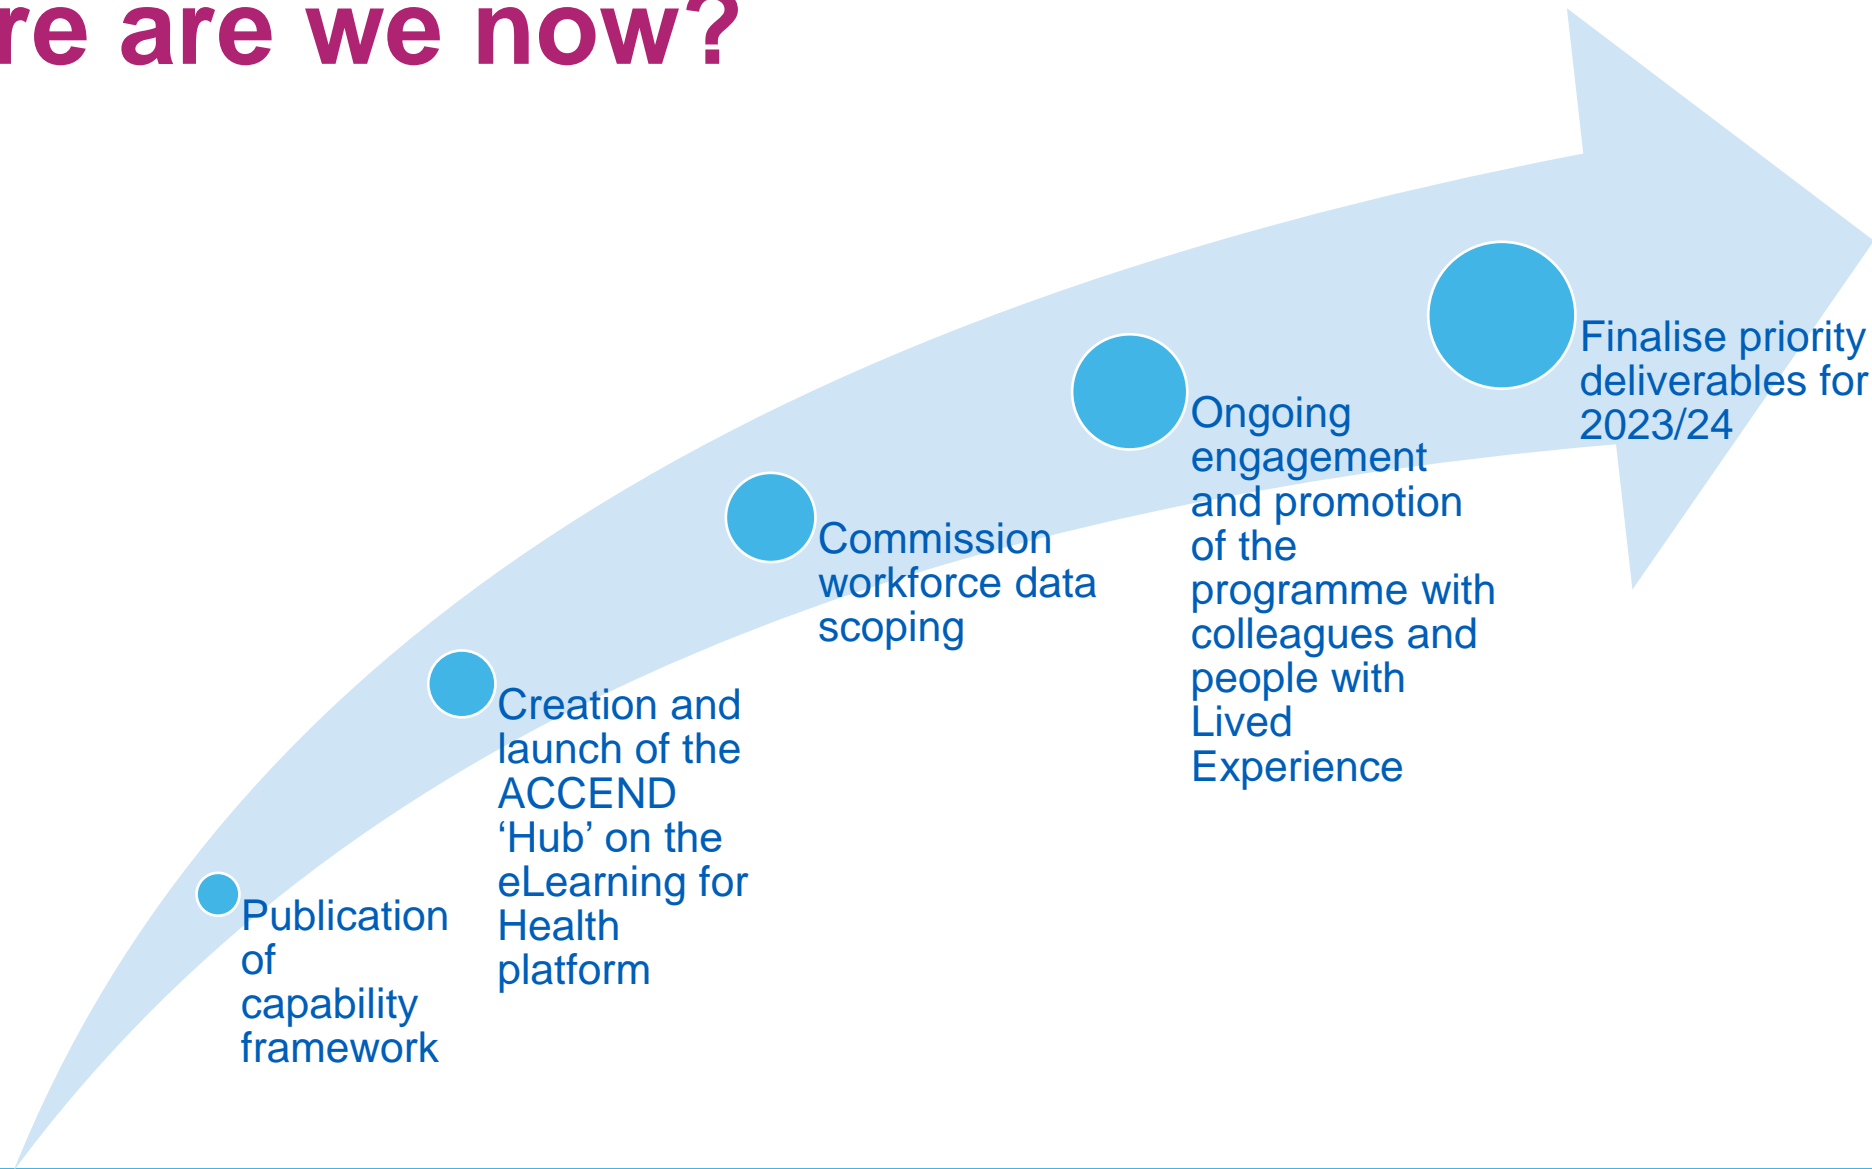 re are we now?
Publication
of
capability
framework
Creation and
launch of the
ACCEND
‘Hub’ on the
eLearning for
Health
platform
Commission
workforce data
scoping
Ongoing
engagement
and promotion
of the
programme with
colleagues and
people with
Lived
Experience
Finalise priority
deliverables for
2023/24